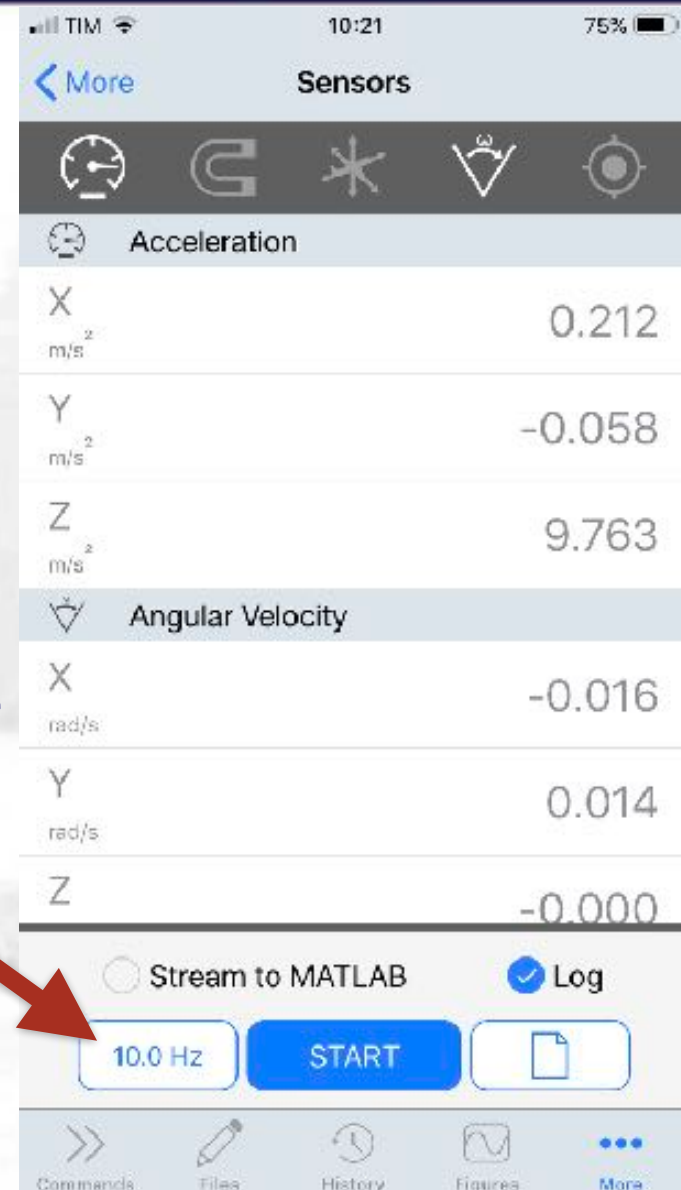 TIM 10:21 75%
More Sensors
ω
Acceleration
X 0.212
m/s²
Y -0.058
m/s²
Z 9.763
m/s²
Angular Velocity
X -0.016
rad/s
Y 0.014
rad/s
Z -0.000
Stream to MATLAB Log
10.0 Hz START
Commands Files History Figures More